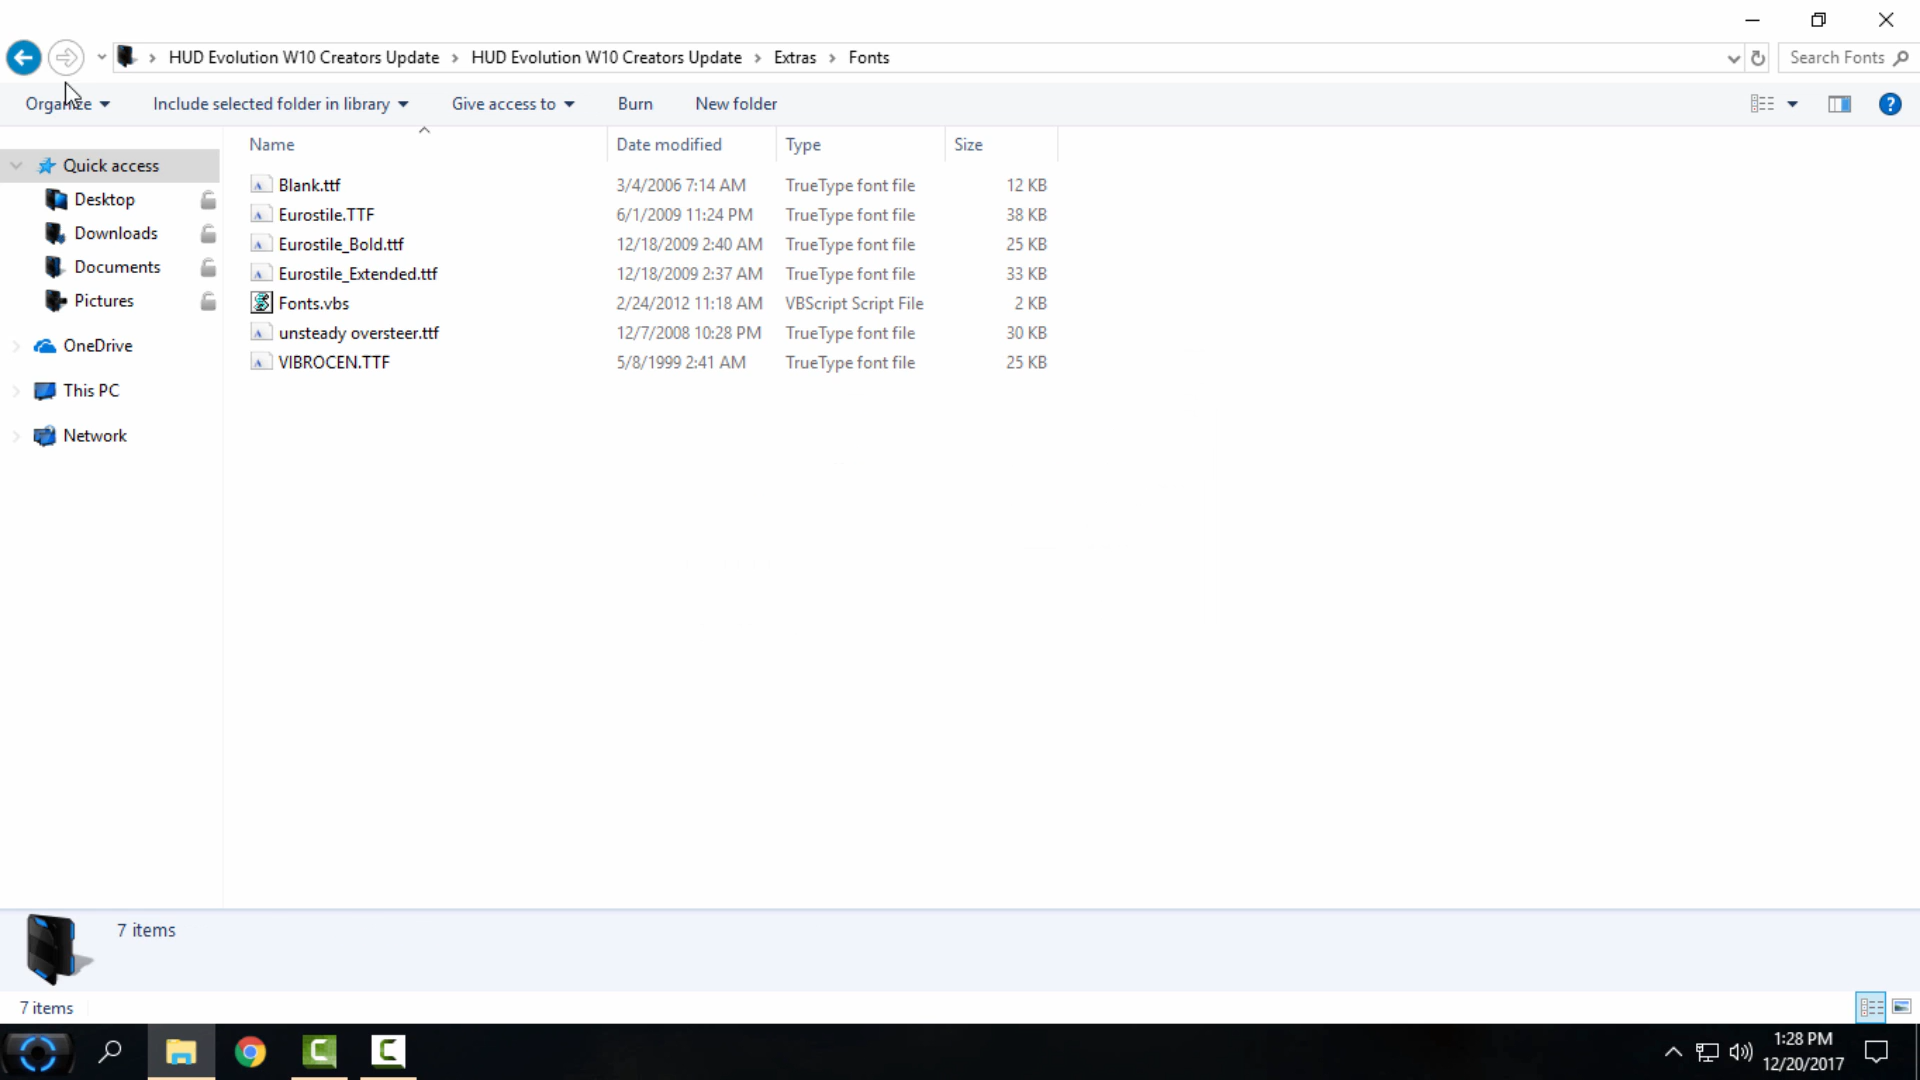 HUD Evolution W10 Creators Update > HUD Evolution W10 Creators Update > Extras > Fonts
Search Fonts
Organize Include selected folder in library Give access to Burn New folder
Name Date modified Type Size
Quick access
Desktop
Downloads
Documents
Pictures
OneDrive
This PC
Network
Blank.ttf 3/4/2006 7:14 AM TrueType font file 12 KB
Eurostile.TTF 6/1/2009 11:24 PM TrueType font file 38 KB
Eurostile_Bold.ttf 12/18/2009 2:40 AM TrueType font file 25 KB
Eurostile_Extended.ttf 12/18/2009 2:37 AM TrueType font file 33 KB
Fonts.vbs 2/24/2012 11:18 AM VBScript Script File 2 KB
unsteady oversteer.ttf 12/7/2008 10:28 PM TrueType font file 30 KB
VIBROCEN.TTF 5/8/1999 2:41 AM TrueType font file 25 KB
7 items
7 items
1:28 PM
12/20/2017